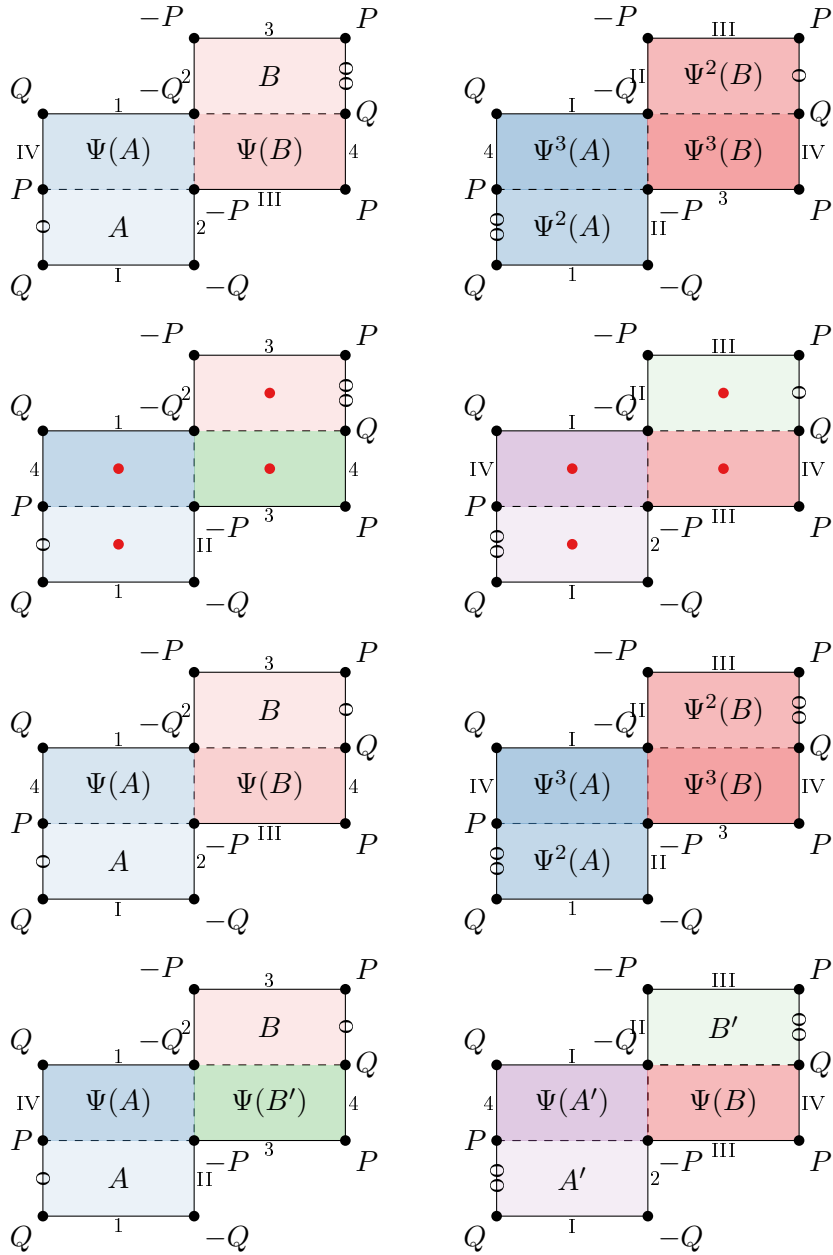 −P 3 P
2 B 8
Q 1 −Q Q
IV Ψ(A) Ψ(B) 4
P −P III P
A 2
Q I −Q
−P III P
II Ψ²(B)
Q I −Q Q
4 Ψ³(A) Ψ³(B) IV
P −P 3 P
Ψ²(A) II
Q 1 −Q
−P 3 P
2
Q 1 −Q Q
4 4
P −P 3 P
II
Q 1 −Q
−P III P
II
Q I −Q Q
IV IV
P −P III P
2
Q I −Q
−P 3 P
2 B
Q 1 −Q Q
4 Ψ(A) Ψ(B) 4
P −P III P
A 2
Q I −Q
−P III P
II Ψ²(B)
Q I −Q Q
IV Ψ³(A) Ψ³(B) IV
P −P 3 P
Ψ²(A) II
Q 1 −Q
−P 3 P
2 B
Q 1 −Q Q
IV Ψ(A) Ψ(B′) 4
P −P 3 P
A II
Q 1 −Q
−P III P
II B′
Q I −Q Q
4 Ψ(A′) Ψ(B) IV
P −P III P
A′ 2
Q I −Q